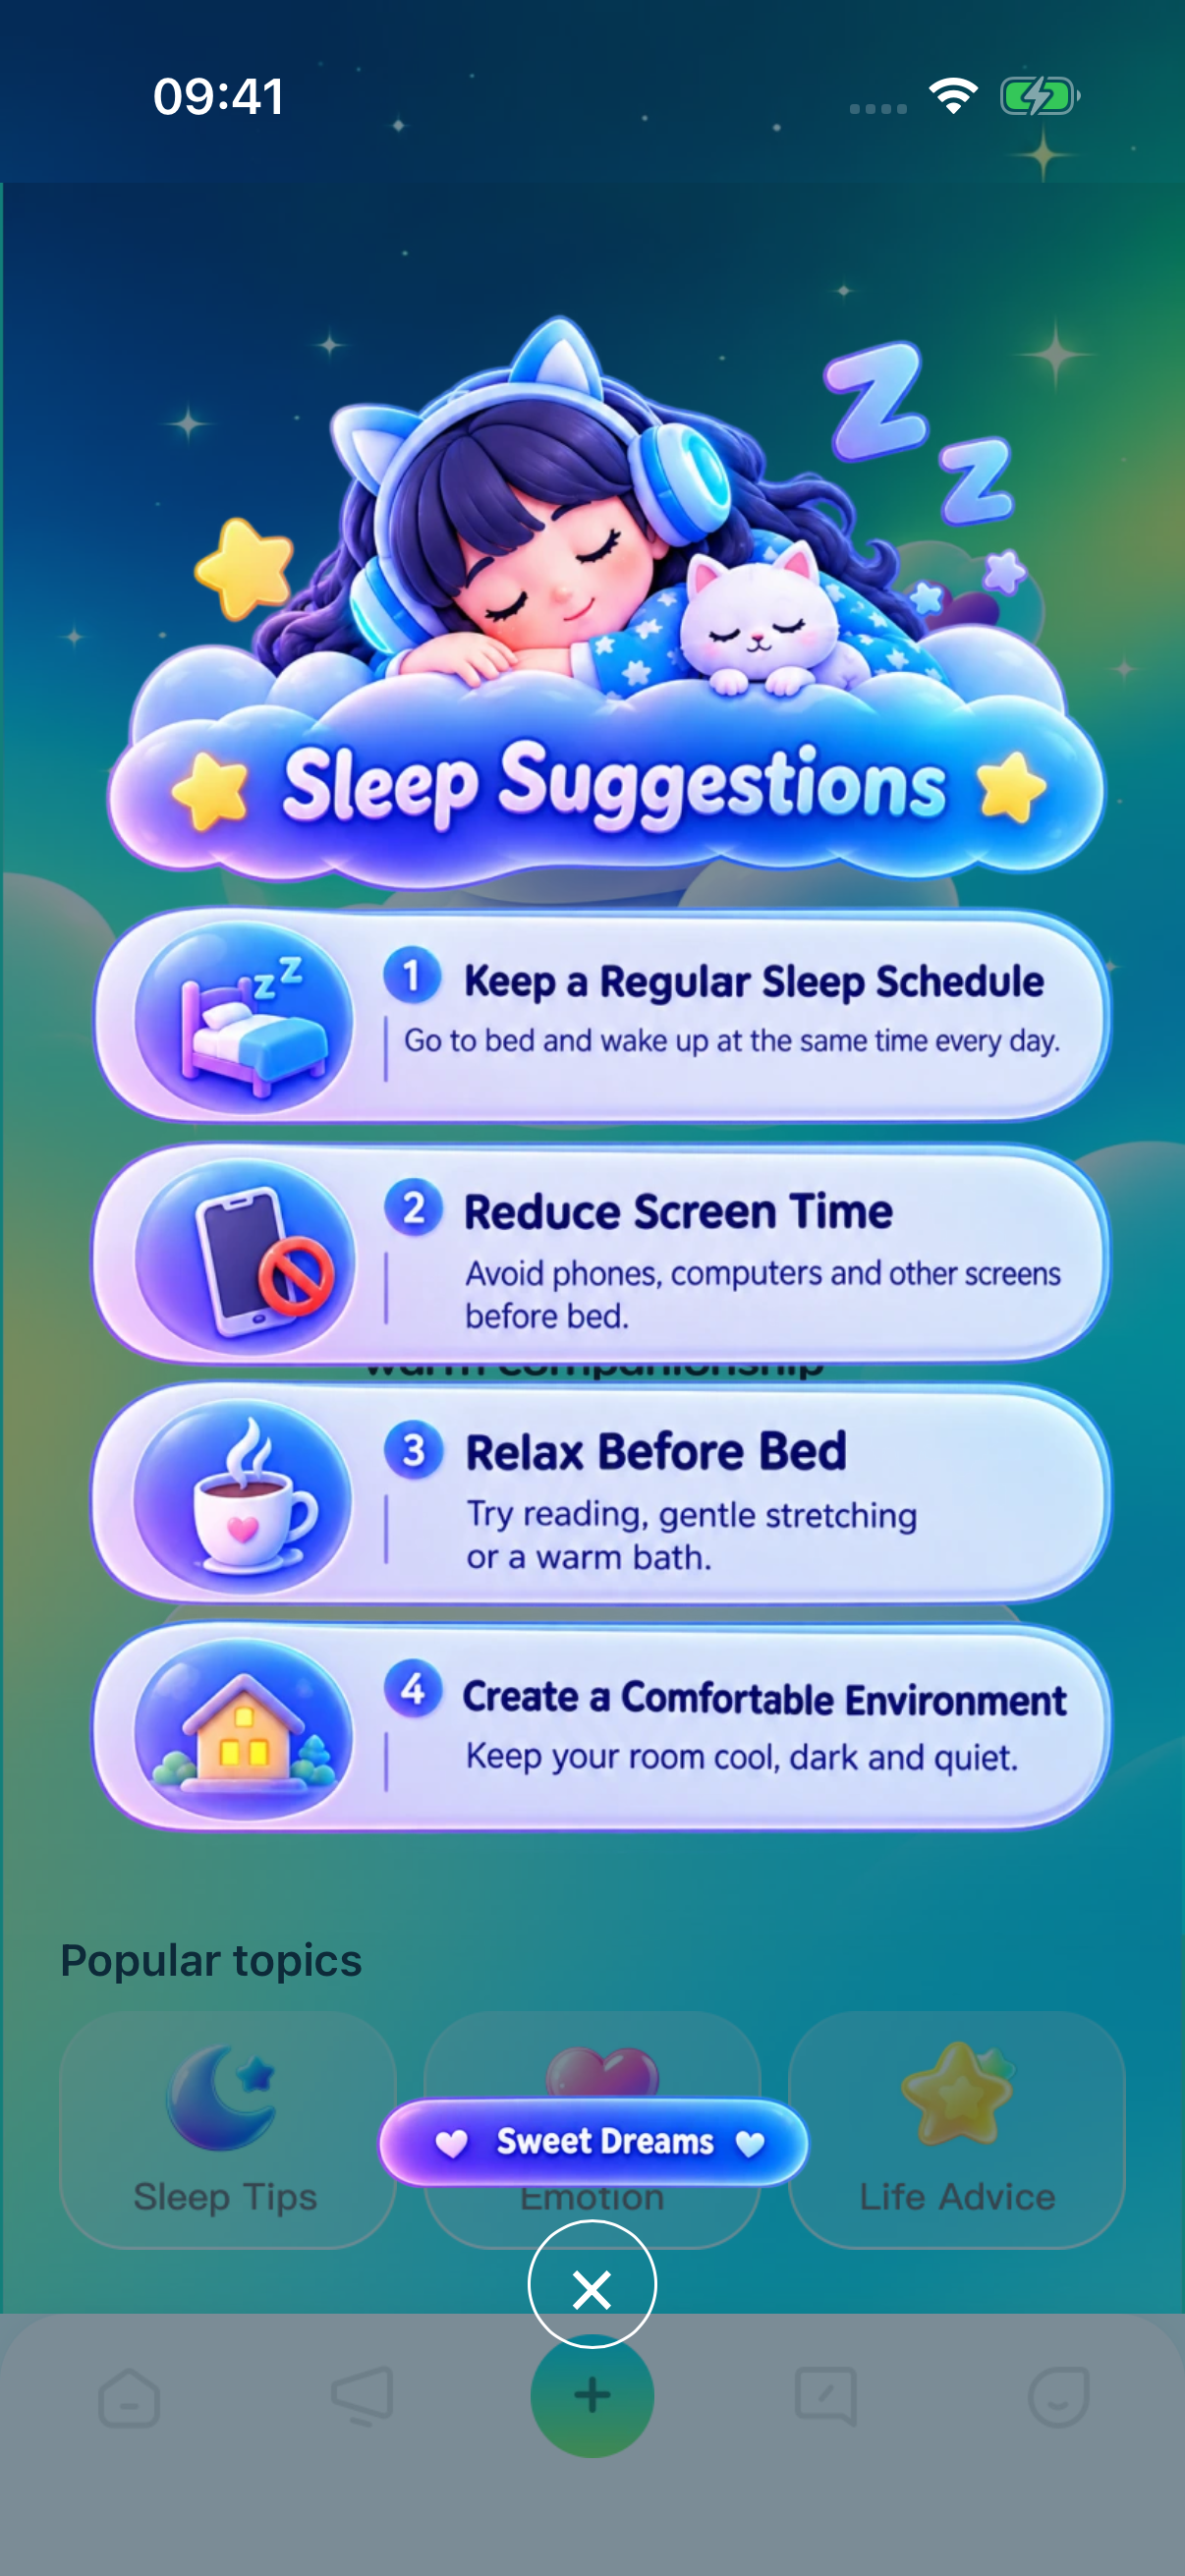 09:41
Z
Z
Sleep Suggestions
z Z
1 Keep a Regular Sleep Schedule
Go to bed and wake up at the same time every day.
2 Reduce Screen Time
Avoid phones, computers and other screens
before bed.
warm companionship
3 Relax Before Bed
Try reading, gentle stretching
or a warm bath.
4 Create a Comfortable Environment
Keep your room cool, dark and quiet.
Popular topics
Sweet Dreams
Sleep Tips
Emotion
Life Advice